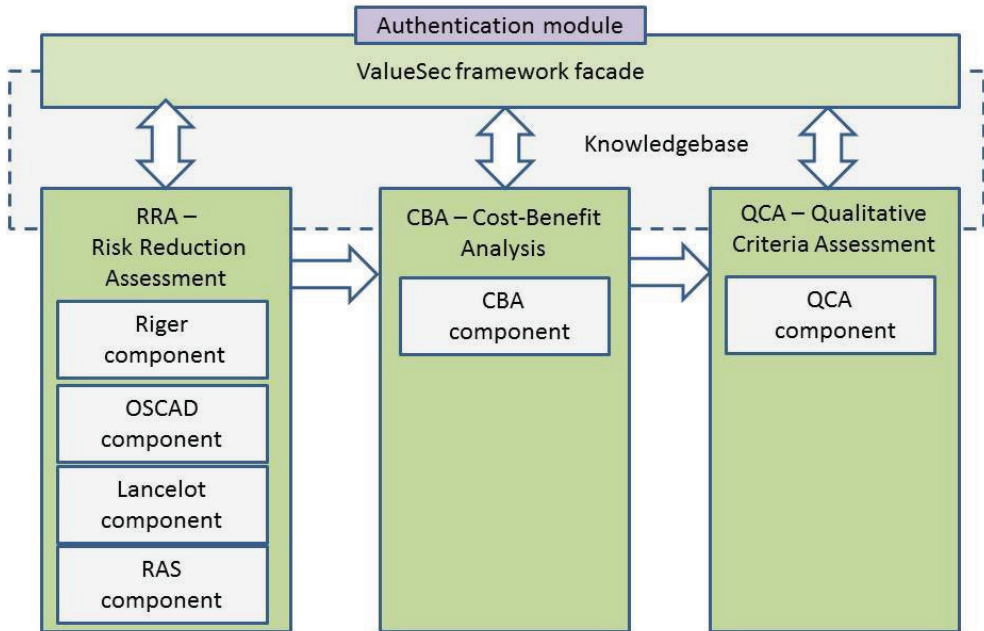 Authentication module
ValueSec framework facade
Knowledgebase
RRA –
Risk Reduction
Assessment
Riger
component
OSCAD
component
Lancelot
component
RAS
component
CBA – Cost-Benefit
Analysis
CBA
component
QCA – Qualitative
Criteria Assessment
QCA
component